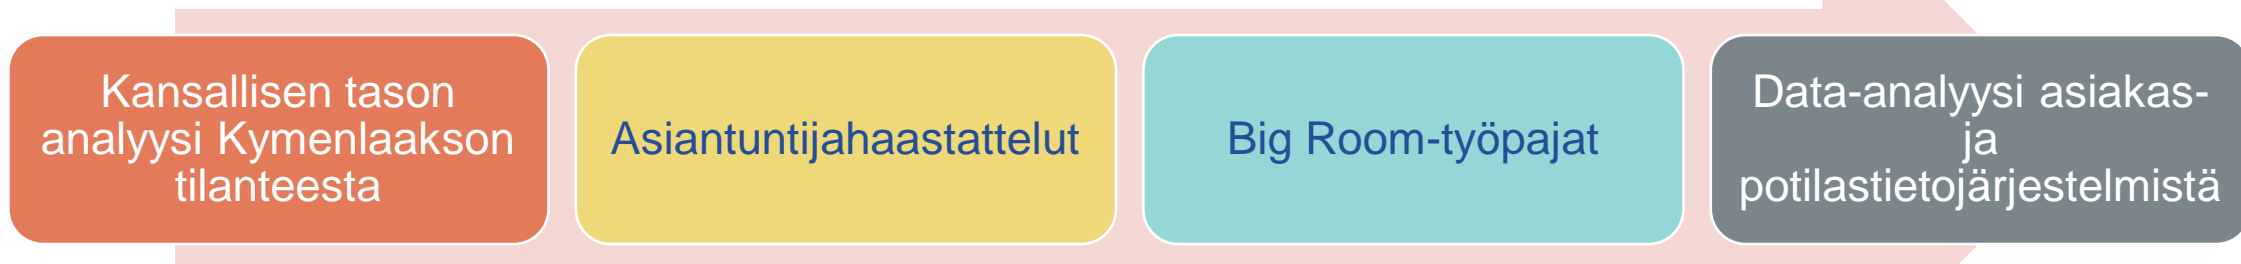 Kansallisen tason
analyysi Kymenlaakson
tilanteesta
Asiantuntijahaastattelut
Big Room-työpajat
Data-analyysi asiakas-
ja
potilastietojärjestelmistä